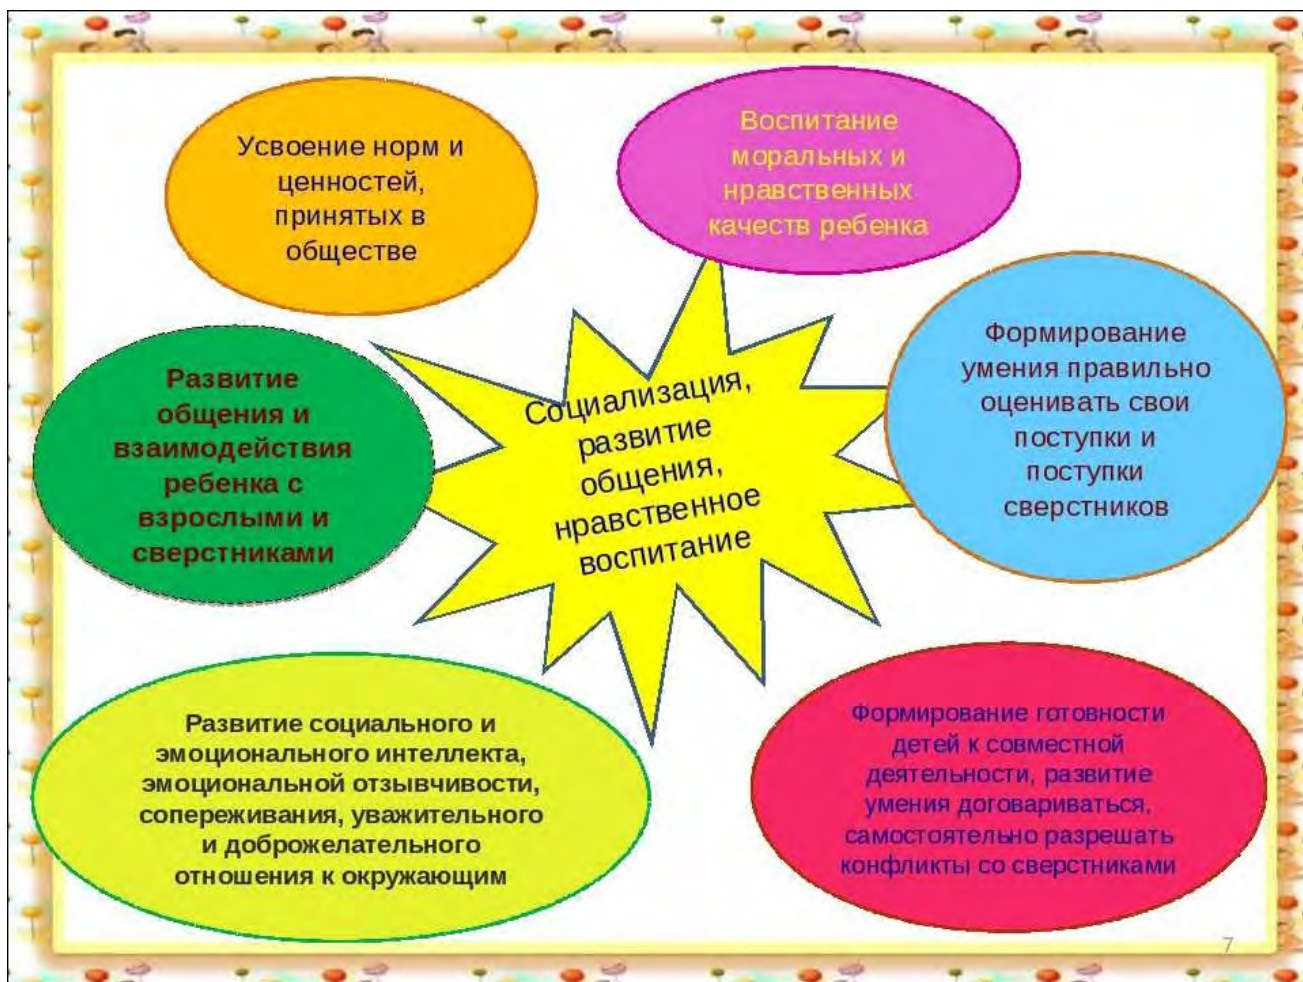 Усвоение норм и
ценностей,
принятых в
обществе
Воспитание
моральных и
нравственных
качеств ребенка
Формирование
умения правильно
оценивать свои
поступки и
поступки
сверстников
Развитие
общения и
взаимодействия
ребенка с
взрослыми и
сверстниками
Социализация,
развитие
общения,
нравственное
воспитание
Развитие социального и
эмоционального интеллекта,
эмоциональной отзывчивости,
сопереживания, уважительного
и доброжелательного
отношения к окружающим
Формирование готовности
детей к совместной
деятельности, развитие
умения договариваться,
самостоятельно разрешать
конфликты со сверстниками
7